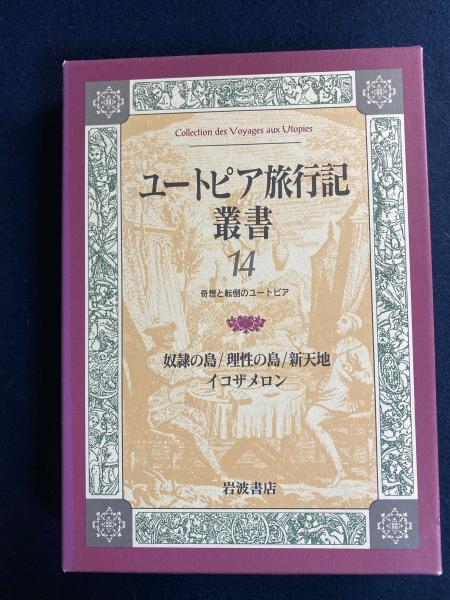 Collection des Voyages aux Utopies
ユートピア旅行記
叢書
14
奇想と転倒のユートピア
奴隷の島/理性の島/新天地
イコザメロン
岩波書店